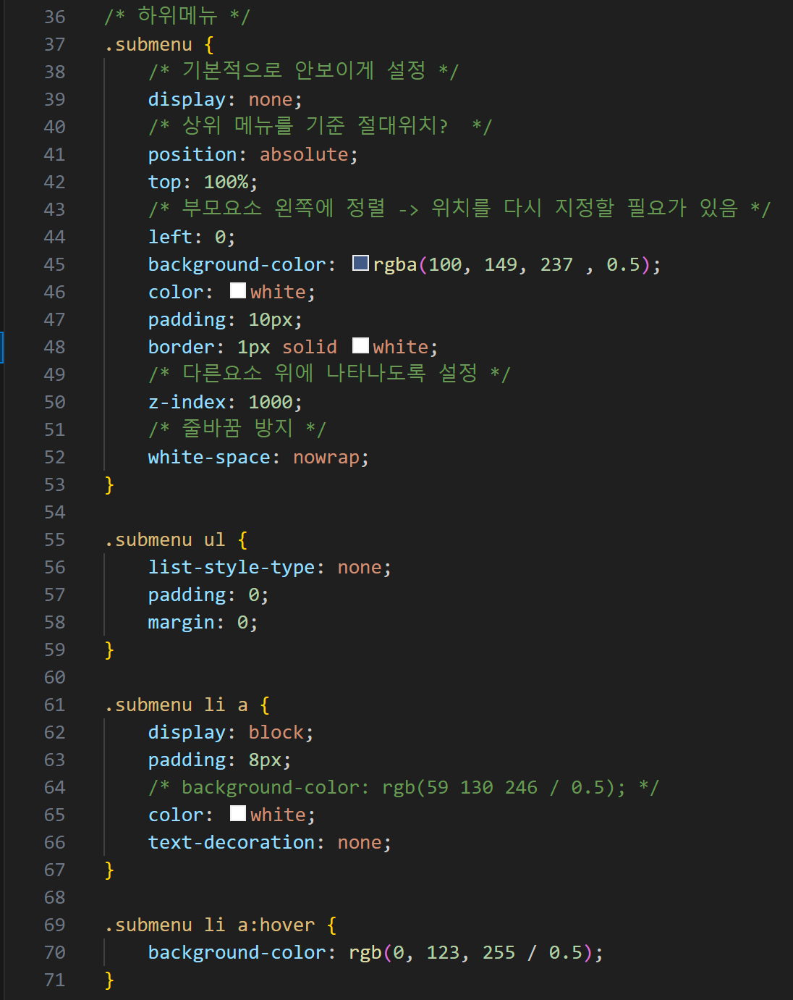 36 /* 하위메뉴 */
37 .submenu {
38 /* 기본적으로 안보이게 설정 */
39 display: none;
40 /* 상위 메뉴를 기준 절대위치?  */
41 position: absolute;
42 top: 100%;
43 /* 부모요소 왼쪽에 정렬 -> 위치를 다시 지정할 필요가 있음 */
44 left: 0;
45 background-color: rgba(100, 149, 237 , 0.5);
46 color: white;
47 padding: 10px;
48 border: 1px solid white;
49 /* 다른요소 위에 나타나도록 설정 */
50 z-index: 1000;
51 /* 줄바꿈 방지 */
52 white-space: nowrap;
53 }
54
55 .submenu ul {
56 list-style-type: none;
57 padding: 0;
58 margin: 0;
59 }
60
61 .submenu li a {
62 display: block;
63 padding: 8px;
64 /* background-color: rgb(59 130 246 / 0.5); */
65 color: white;
66 text-decoration: none;
67 }
68
69 .submenu li a:hover {
70 background-color: rgb(0, 123, 255 / 0.5);
71 }